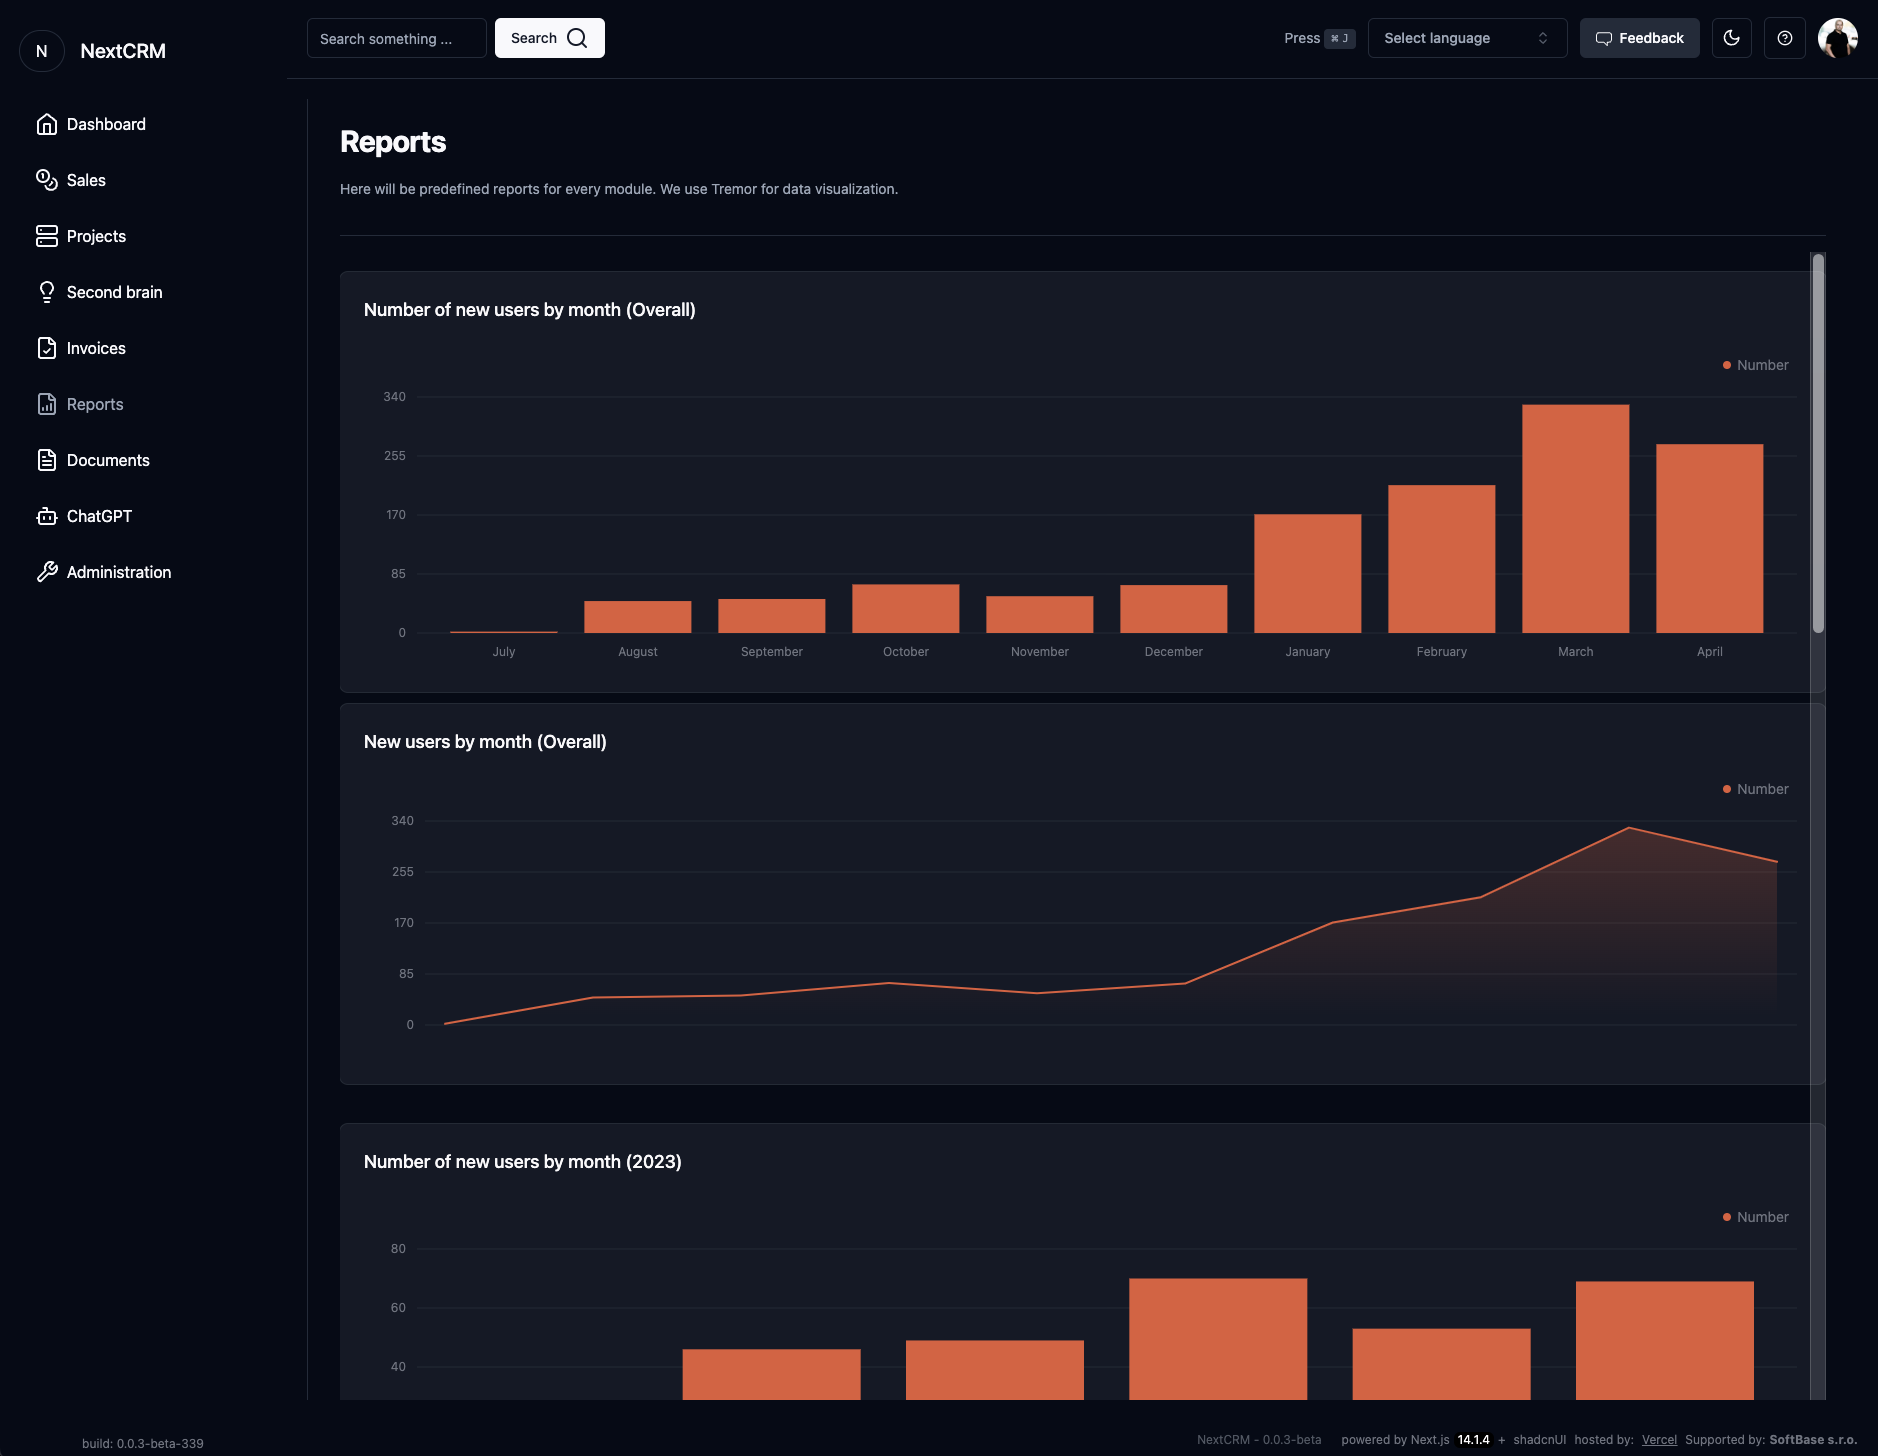 N NextCRM
Search something ...
Search
Press ⌘ J
Select language
Feedback
Dashboard
Sales
Projects
Second brain
Invoices
Reports
Documents
ChatGPT
Administration
Reports
Here will be predefined reports for every module. We use Tremor for data visualization.
Number of new users by month (Overall)
Number
340
255
170
85
0
July August September October November December January February March April
New users by month (Overall)
Number
340
255
170
85
0
Number of new users by month (2023)
Number
80
60
40
build: 0.0.3-beta-339
NextCRM - 0.0.3-beta powered by Next.js 14.1.4 + shadcnUI hosted by: Vercel Supported by: SoftBase s.r.o.